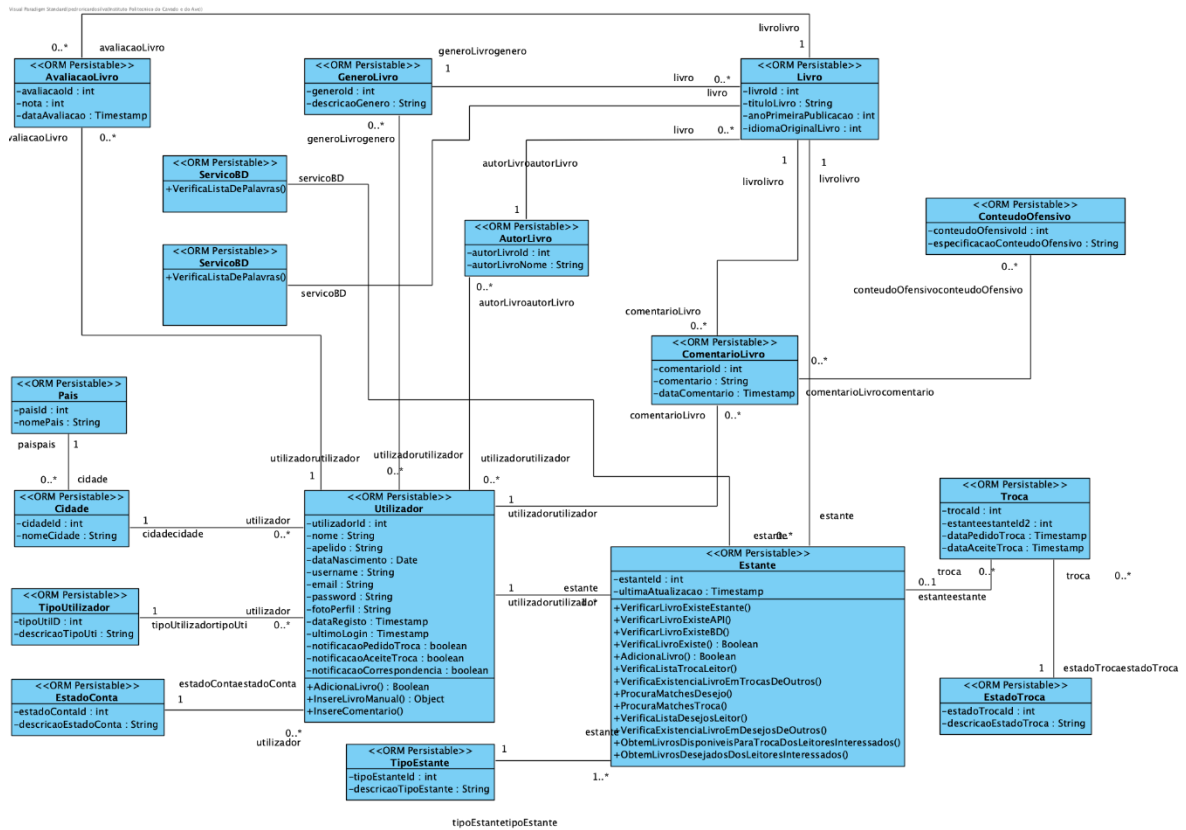 Visual Paradigm Standard(pedromcardosilva(Instituto Politecnico do Cavado e do Ave))
livrolivro
1
0..*
avaliacaoLivro
<<ORM Persistable>>
AvaliacaoLivro
-avaliacaoId : int
-nota : int
-dataAvaliacao : Timestamp
valiacaoLivro
0..*
generoLivrogenero
1
<<ORM Persistable>>
GeneroLivro
-generoId : int
-descricaoGenero : String
0..*
generoLivrogenero
livro
0..*
livro
<<ORM Persistable>>
Livro
-livroId : int
-tituloLivro : String
-anoPrimeiraPublicacao : int
-idiomaOriginalLivro : int
livro
0..*
<<ORM Persistable>>
ServicoBD
+VerificaListaDePalavras()
servicoBD
autorLivroautorLivro
1
1
livrolivro
1
livrolivro
<<ORM Persistable>>
ServicoBD
+VerificaListaDePalavras()
servicoBD
<<ORM Persistable>>
AutorLivro
-autorLivroId : int
-autorLivroNome : String
0..*
autorLivroautorLivro
<<ORM Persistable>>
ConteudoOfensivo
-conteudoOfensivoId : int
-especificacaoConteudoOfensivo : String
0..*
conteudoOfensivoconteudoOfensivo
comentarioLivro
0..*
<<ORM Persistable>>
ComentarioLivro
-comentarioId : int
-comentario : String
-dataComentario : Timestamp
0..*
comentarioLivrocomentario
comentarioLivro
0..*
<<ORM Persistable>>
Pais
-paisId : int
-nomePais : String
paispais
1
0..*
cidade
<<ORM Persistable>>
Cidade
-cidadeId : int
-nomeCidade : String
1
cidadecidade
utilizador
0..*
utilizadorutilizador
1
utilizadorutilizador
0..*
utilizadorutilizador
0..*
<<ORM Persistable>>
Utilizador
-utilizadorId : int
-nome : String
-apelido : String
-dataNascimento : Date
-username : String
-email : String
-password : String
-fotoPerfil : String
-dataRegisto : Timestamp
-ultimoLogin : Timestamp
-notificacaoPedidoTroca : boolean
-notificacaoAceiteTroca : boolean
-notificacaoCorrespondencia : boolean
+AdicionaLivro() : Boolean
+InsereLivroManual() : Object
+InsereComentario()
1
utilizadorutilizador
estante
0..*
estante
<<ORM Persistable>>
Troca
-trocaId : int
-estanteestanteId2 : int
-dataPedidoTroca : Timestamp
-dataAceiteTroca : Timestamp
<<ORM Persistable>>
TipoUtilizador
-tipoUtilD : int
-descricaoTipoUti : String
1
tipoUtilizadortipoUti
utilizador
0..*
1
utilizadorutilizador
estante
0..*
<<ORM Persistable>>
Estante
-estanteId : int
-ultimaAtualizacao : Timestamp
+VerificarLivroExisteEstante()
+VerificarLivroExisteAPI()
+VerificarLivroExisteBD()
+VerificaLivroExiste() : Boolean
+AdicionaLivro() : Boolean
+VerificaListaTrocaLeitor()
+VerificaExistenciaLivroEmTrocasDeOutros()
+ProcuraMatchesDesejo()
+ProcuraMatchesTroca()
+VerificaListaDesejosLeitor()
+VerificaExistenciaLivroEmDesejosDeOutros()
+ObtemLivrosDisponiveisParaTrocaDosLeitoresInteressados()
+ObtemLivrosDesejadosDosLeitoresInteressados()
0..1
estanteestante
troca
0..*
troca
0..*
1
estadoTrocaestadoTroca
<<ORM Persistable>>
EstadoTroca
-estadoTrocaId : int
-descricaoEstadoTroca : String
<<ORM Persistable>>
EstadoConta
-estadoContaId : int
-descricaoEstadoConta : String
estadoContaestadoConta
1
0..*
utilizador
<<ORM Persistable>>
TipoEstante
-tipoEstanteId : int
-descricaoTipoEstante : String
1
estante
1..*
tipoEstantetipoEstante